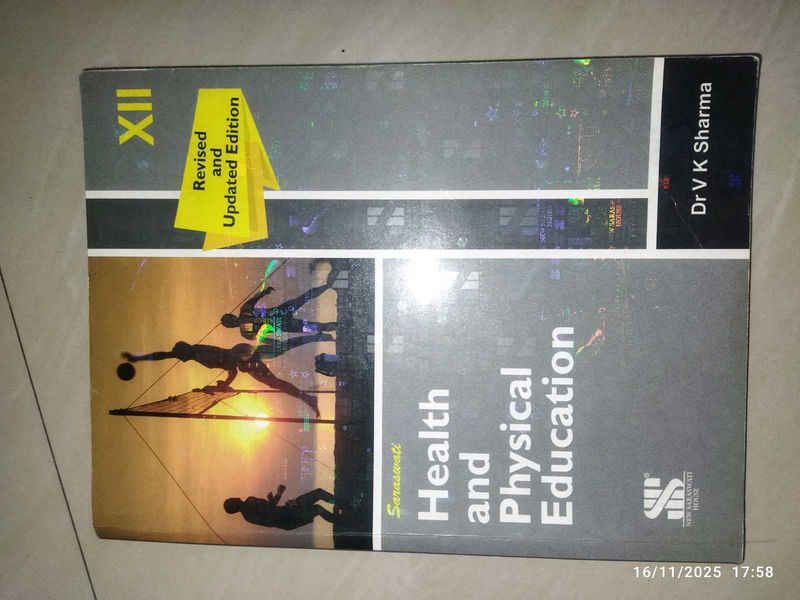 XII
Revised
and
Updated Edition
Saraswati
Health
and
Physical
Education
Dr V K Sharma
NEW SARASWATI
HOUSE
16/11/2025 17:58